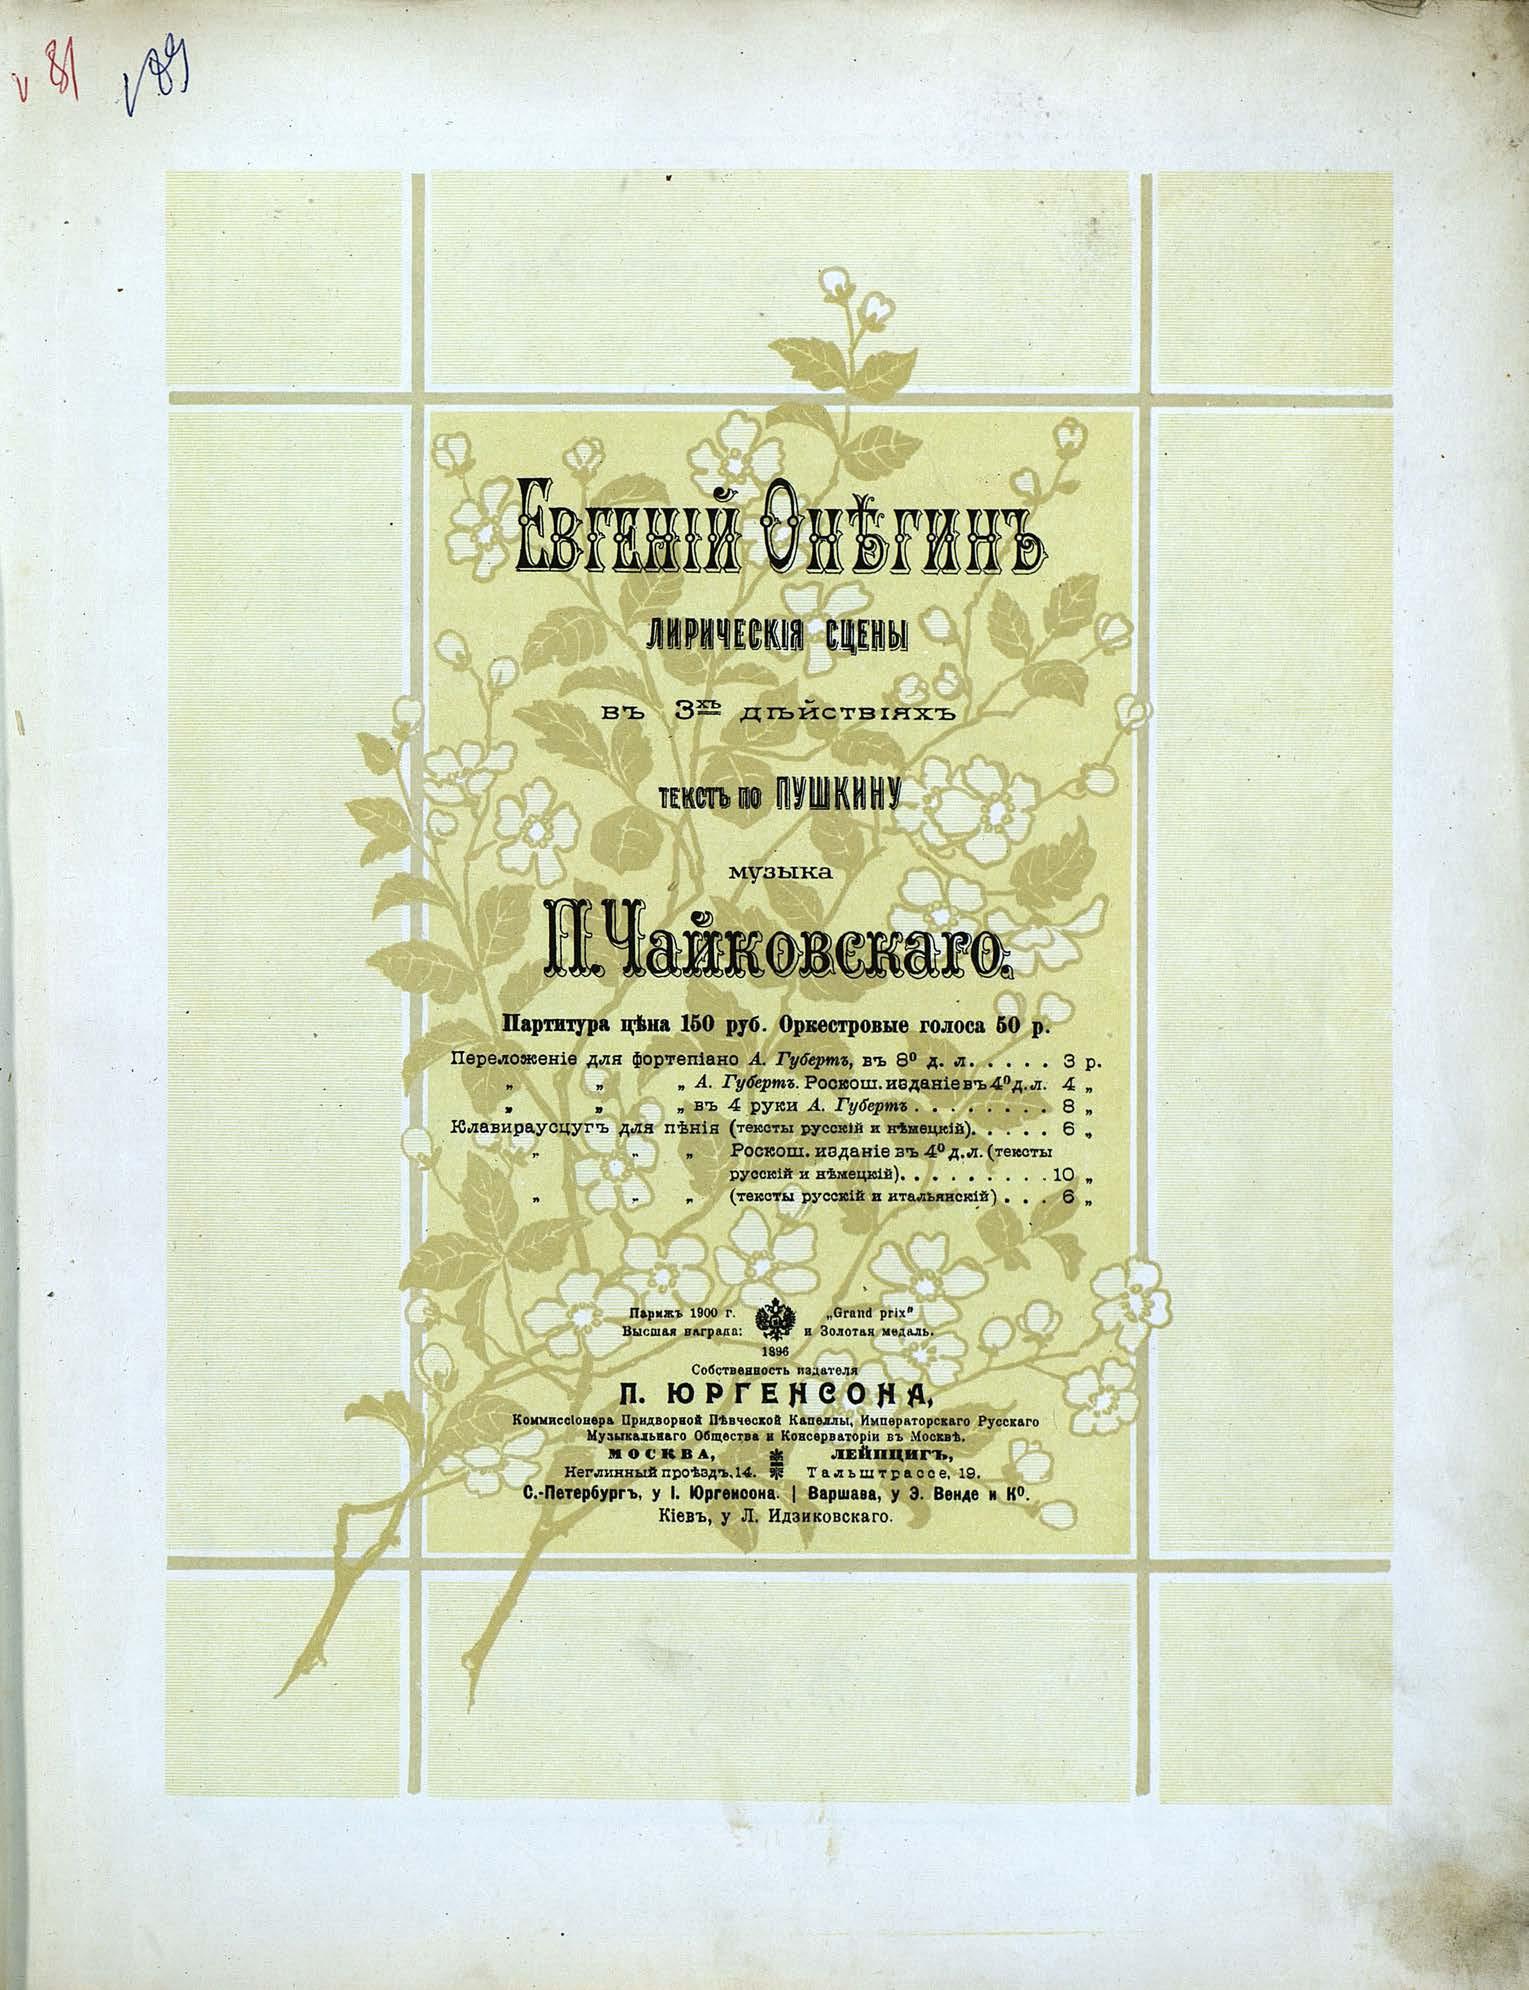 v 81 v 89
Евгеній Онѣгинъ
ЛИРИЧЕСКІЯ СЦЕНЫ
въ 3хъ дѣйствіяхъ
ТЕКСТЪ ПО ПУШКИНУ
музыка
П. Чайковскаго.
Партитура цѣна 150 руб. Оркестровые голоса 50 р.
Переложеніе для фортепіано А. Губертъ, въ 8º д. л. . . . . 3 р.
„ „ „ А. Губертъ. Роскош. изданіе въ 4º д. л. 4 „
„ „ „ въ 4 руки А. Губертъ . . . . . . . . 8 „
Клавираусцугъ для пѣнія (тексты русскій и нѣмецкій). . . . . 6 „
„ „ „ Роскош. изданіе въ 4º д. л. (тексты
русскій и нѣмецкій). . . . . . . . . 10 „
„ „ „ (тексты русскій и итальянскій) . . . 6 „
Парижъ 1900 г. „Grand prix"
Высшая награда: и Золотая медаль.
1896
Собственность издателя
П. ЮРГЕНСОНА,
Коммиссіонера Придворной Пѣвческой Капеллы, Императорскаго Русскаго
Музыкальнаго Общества и Консерваторіи въ Москвѣ.
МОСКВА, ЛЕЙПЦИГЪ,
Неглинный проѣздъ, 14. Тальштрассе, 19.
С.-Петербургъ, у І. Юргенсона. | Варшава, у Э. Венде и Кº.
Кіевъ, у Л. Идзиковскаго.